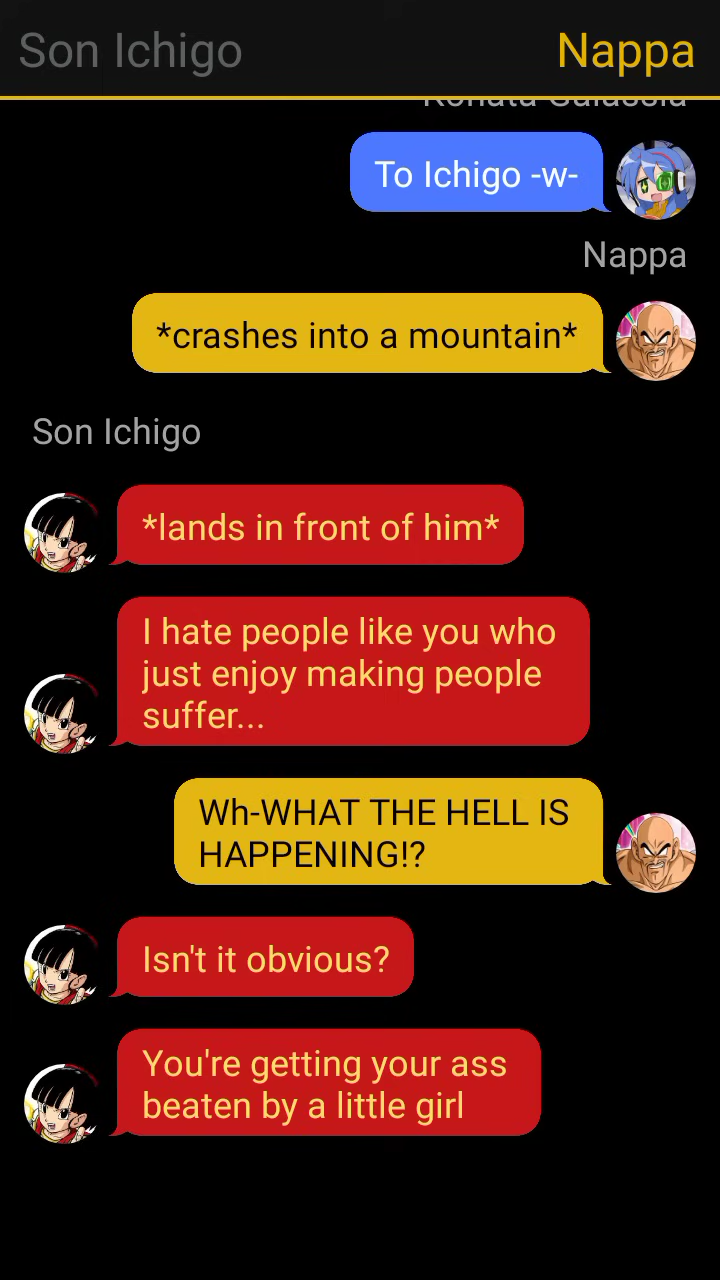 Son Ichigo
Nappa
Konata Galassia
To Ichigo -w-
Nappa
*crashes into a mountain*
Son Ichigo
*lands in front of him*
I hate people like you who
just enjoy making people
suffer...
Wh-WHAT THE HELL IS
HAPPENING!?
Isn't it obvious?
You're getting your ass
beaten by a little girl